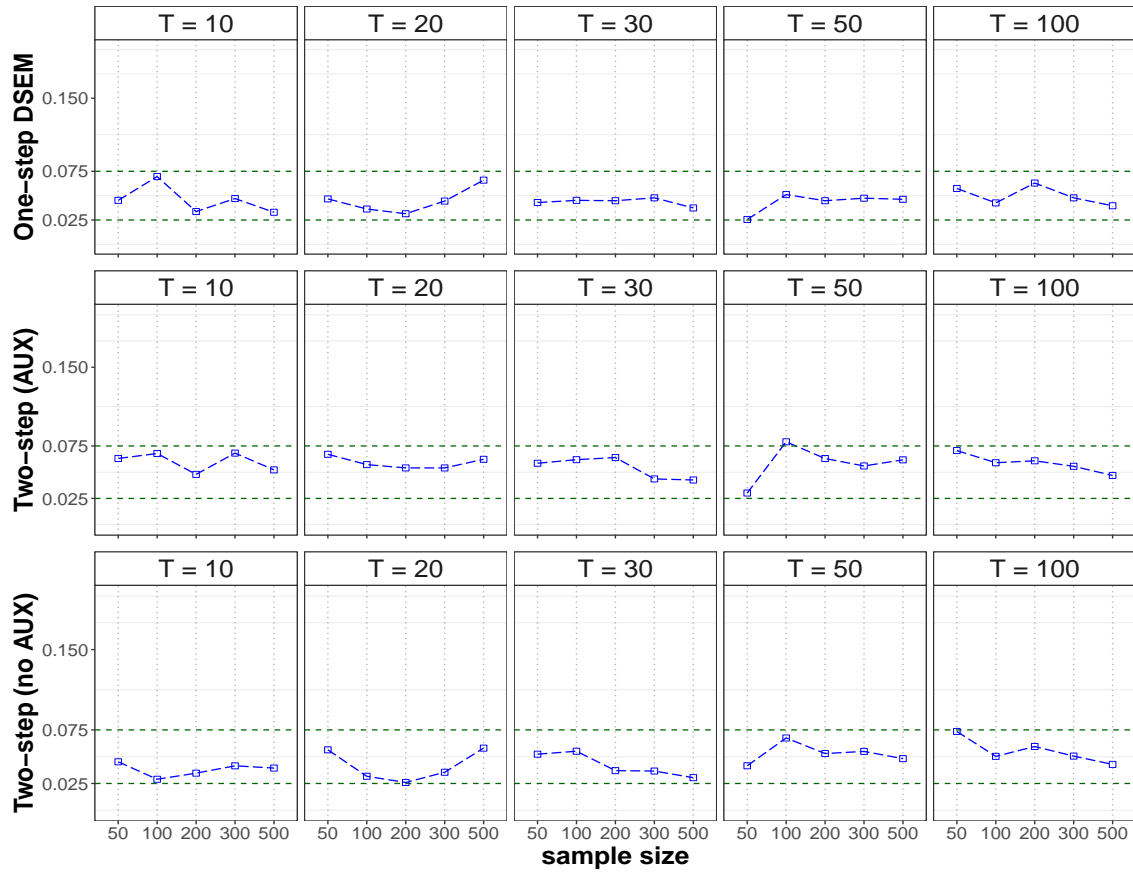 One−step DSEM
T = 10 T = 20 T = 30 T = 50 T = 100
0.150
0.075
0.025
Two−step (AUX)
T = 10 T = 20 T = 30 T = 50 T = 100
0.150
0.075
0.025
Two−step (no AUX)
T = 10 T = 20 T = 30 T = 50 T = 100
0.150
0.075
0.025
50 100 200 300 500 50 100 200 300 500 50 100 200 300 500 50 100 200 300 500 50 100 200 300 500
sample size